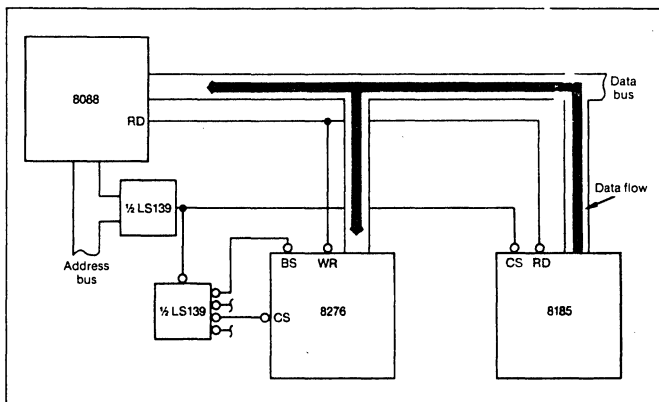 8088
RD
Data
bus
½ LS139
Data flow
Address
bus
BS
WR
CS
RD
½ LS139
CS
8276
8185